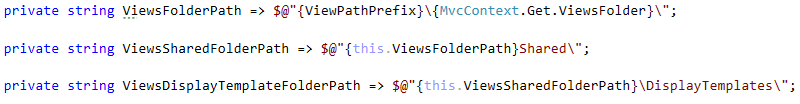 private string ViewsFolderPath => $@"{ViewPathPrefix}\{MvcContext.Get.ViewsFolder}\";
private string ViewsSharedFolderPath => $@"{this.ViewsFolderPath}Shared\";
private string ViewsDisplayTemplateFolderPath => $@"{this.ViewsSharedFolderPath}\DisplayTemplates\";